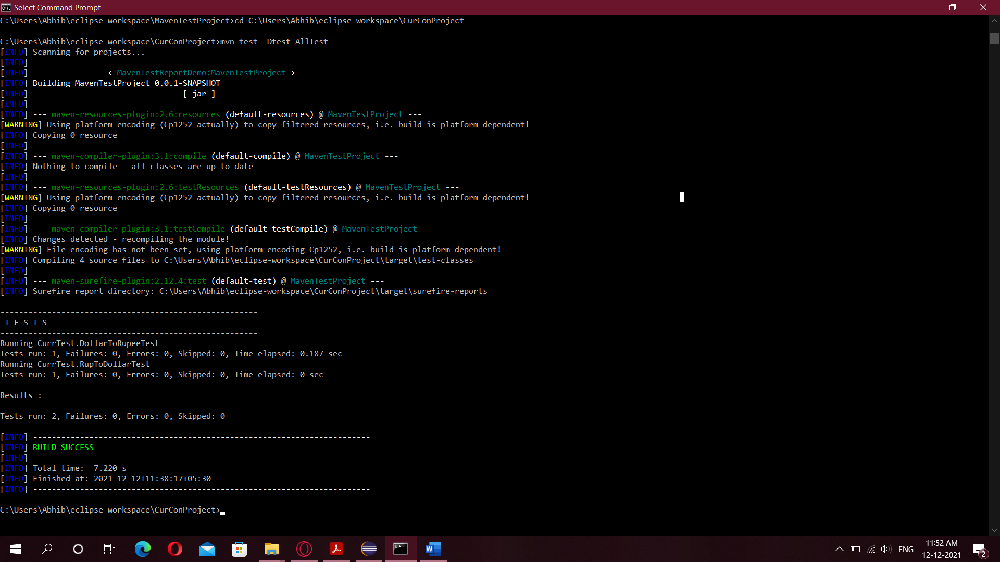 Select Command Prompt
C:\Users\Abhib\eclipse-workspace\MavenTestProject>cd C:\Users\Abhib\eclipse-workspace\CurConProject
C:\Users\Abhib\eclipse-workspace\CurConProject>mvn test -Dtest-AllTest
[INFO] Scanning for projects...
[INFO]
[INFO] ----------------< MavenTestReportDemo:MavenTestProject >----------------
[INFO] Building MavenTestProject 0.0.1-SNAPSHOT
[INFO] --------------------------------[ jar ]---------------------------------
[INFO]
[INFO] --- maven-resources-plugin:2.6:resources (default-resources) @ MavenTestProject ---
[WARNING] Using platform encoding (Cp1252 actually) to copy filtered resources, i.e. build is platform dependent!
[INFO] Copying 0 resource
[INFO]
[INFO] --- maven-compiler-plugin:3.1:compile (default-compile) @ MavenTestProject ---
[INFO] Nothing to compile - all classes are up to date
[INFO]
[INFO] --- maven-resources-plugin:2.6:testResources (default-testResources) @ MavenTestProject ---
[WARNING] Using platform encoding (Cp1252 actually) to copy filtered resources, i.e. build is platform dependent!
[INFO] Copying 0 resource
[INFO]
[INFO] --- maven-compiler-plugin:3.1:testCompile (default-testCompile) @ MavenTestProject ---
[INFO] Changes detected - recompiling the module!
[WARNING] File encoding has not been set, using platform encoding Cp1252, i.e. build is platform dependent!
[INFO] Compiling 4 source files to C:\Users\Abhib\eclipse-workspace\CurConProject\target\test-classes
[INFO]
[INFO] --- maven-surefire-plugin:2.12.4:test (default-test) @ MavenTestProject ---
[INFO] Surefire report directory: C:\Users\Abhib\eclipse-workspace\CurConProject\target\surefire-reports
-------------------------------------------------------
T E S T S
-------------------------------------------------------
Running CurrTest.DollarToRupeeTest
Tests run: 1, Failures: 0, Errors: 0, Skipped: 0, Time elapsed: 0.187 sec
Running CurrTest.RupToDollarTest
Tests run: 1, Failures: 0, Errors: 0, Skipped: 0, Time elapsed: 0 sec
Results :
Tests run: 2, Failures: 0, Errors: 0, Skipped: 0
[INFO] ------------------------------------------------------------------------
[INFO] BUILD SUCCESS
[INFO] ------------------------------------------------------------------------
[INFO] Total time:  7.220 s
[INFO] Finished at: 2021-12-12T11:38:17+05:30
[INFO] ------------------------------------------------------------------------
C:\Users\Abhib\eclipse-workspace\CurConProject>
ENG
11:52 AM
12-12-2021
2